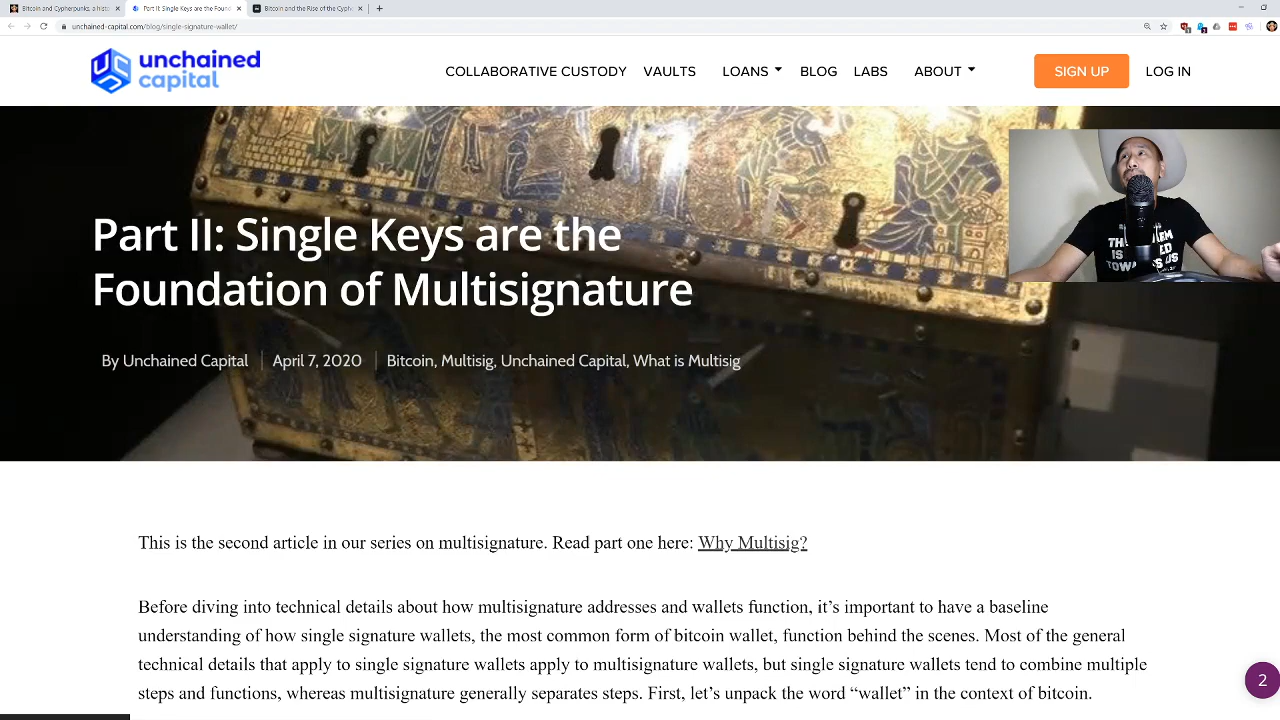 Bitcoin and Cypherpunks, a hist
Part II: Single Keys are the Foun
Bitcoin and the Rise of the Cyphe
unchained-capital.com/blog/single-signature-wallet/
unchained
capital
COLLABORATIVE CUSTODY VAULTS LOANS BLOG LABS ABOUT SIGN UP LOG IN
Part II: Single Keys are the
Foundation of Multisignature
By Unchained Capital April 7, 2020 Bitcoin, Multisig, Unchained Capital, What is Multisig
This is the second article in our series on multisignature. Read part one here: Why Multisig?
Before diving into technical details about how multisignature addresses and wallets function, it’s important to have a baseline
understanding of how single signature wallets, the most common form of bitcoin wallet, function behind the scenes. Most of the general
technical details that apply to single signature wallets apply to multisignature wallets, but single signature wallets tend to combine multiple
steps and functions, whereas multisignature generally separates steps. First, let’s unpack the word “wallet” in the context of bitcoin.
2